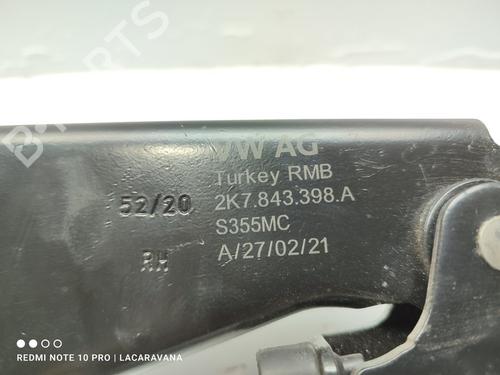 B-PARTS
VW AG
Turkey RMB
52/20
2K7.843.398.A
S355MC
RH
A/27/02/21
REDMI NOTE 10 PRO | LACARAVANA